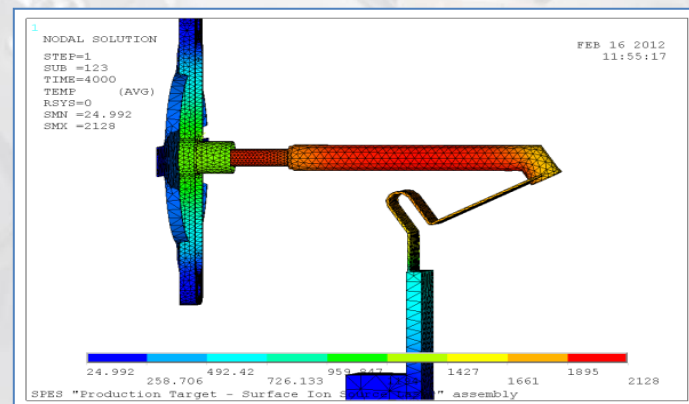 1
NODAL SOLUTION
STEP=1
SUB =123
TIME=4000
TEMP (AVG)
RSYS=0
SMN =24.992
SMX =2128
FEB 16 2012
11:55:17
24.992 492.42 959.847 1427 1895
258.706 726.133 1661 2128
SPES "Production Target - Surface Ion assembly